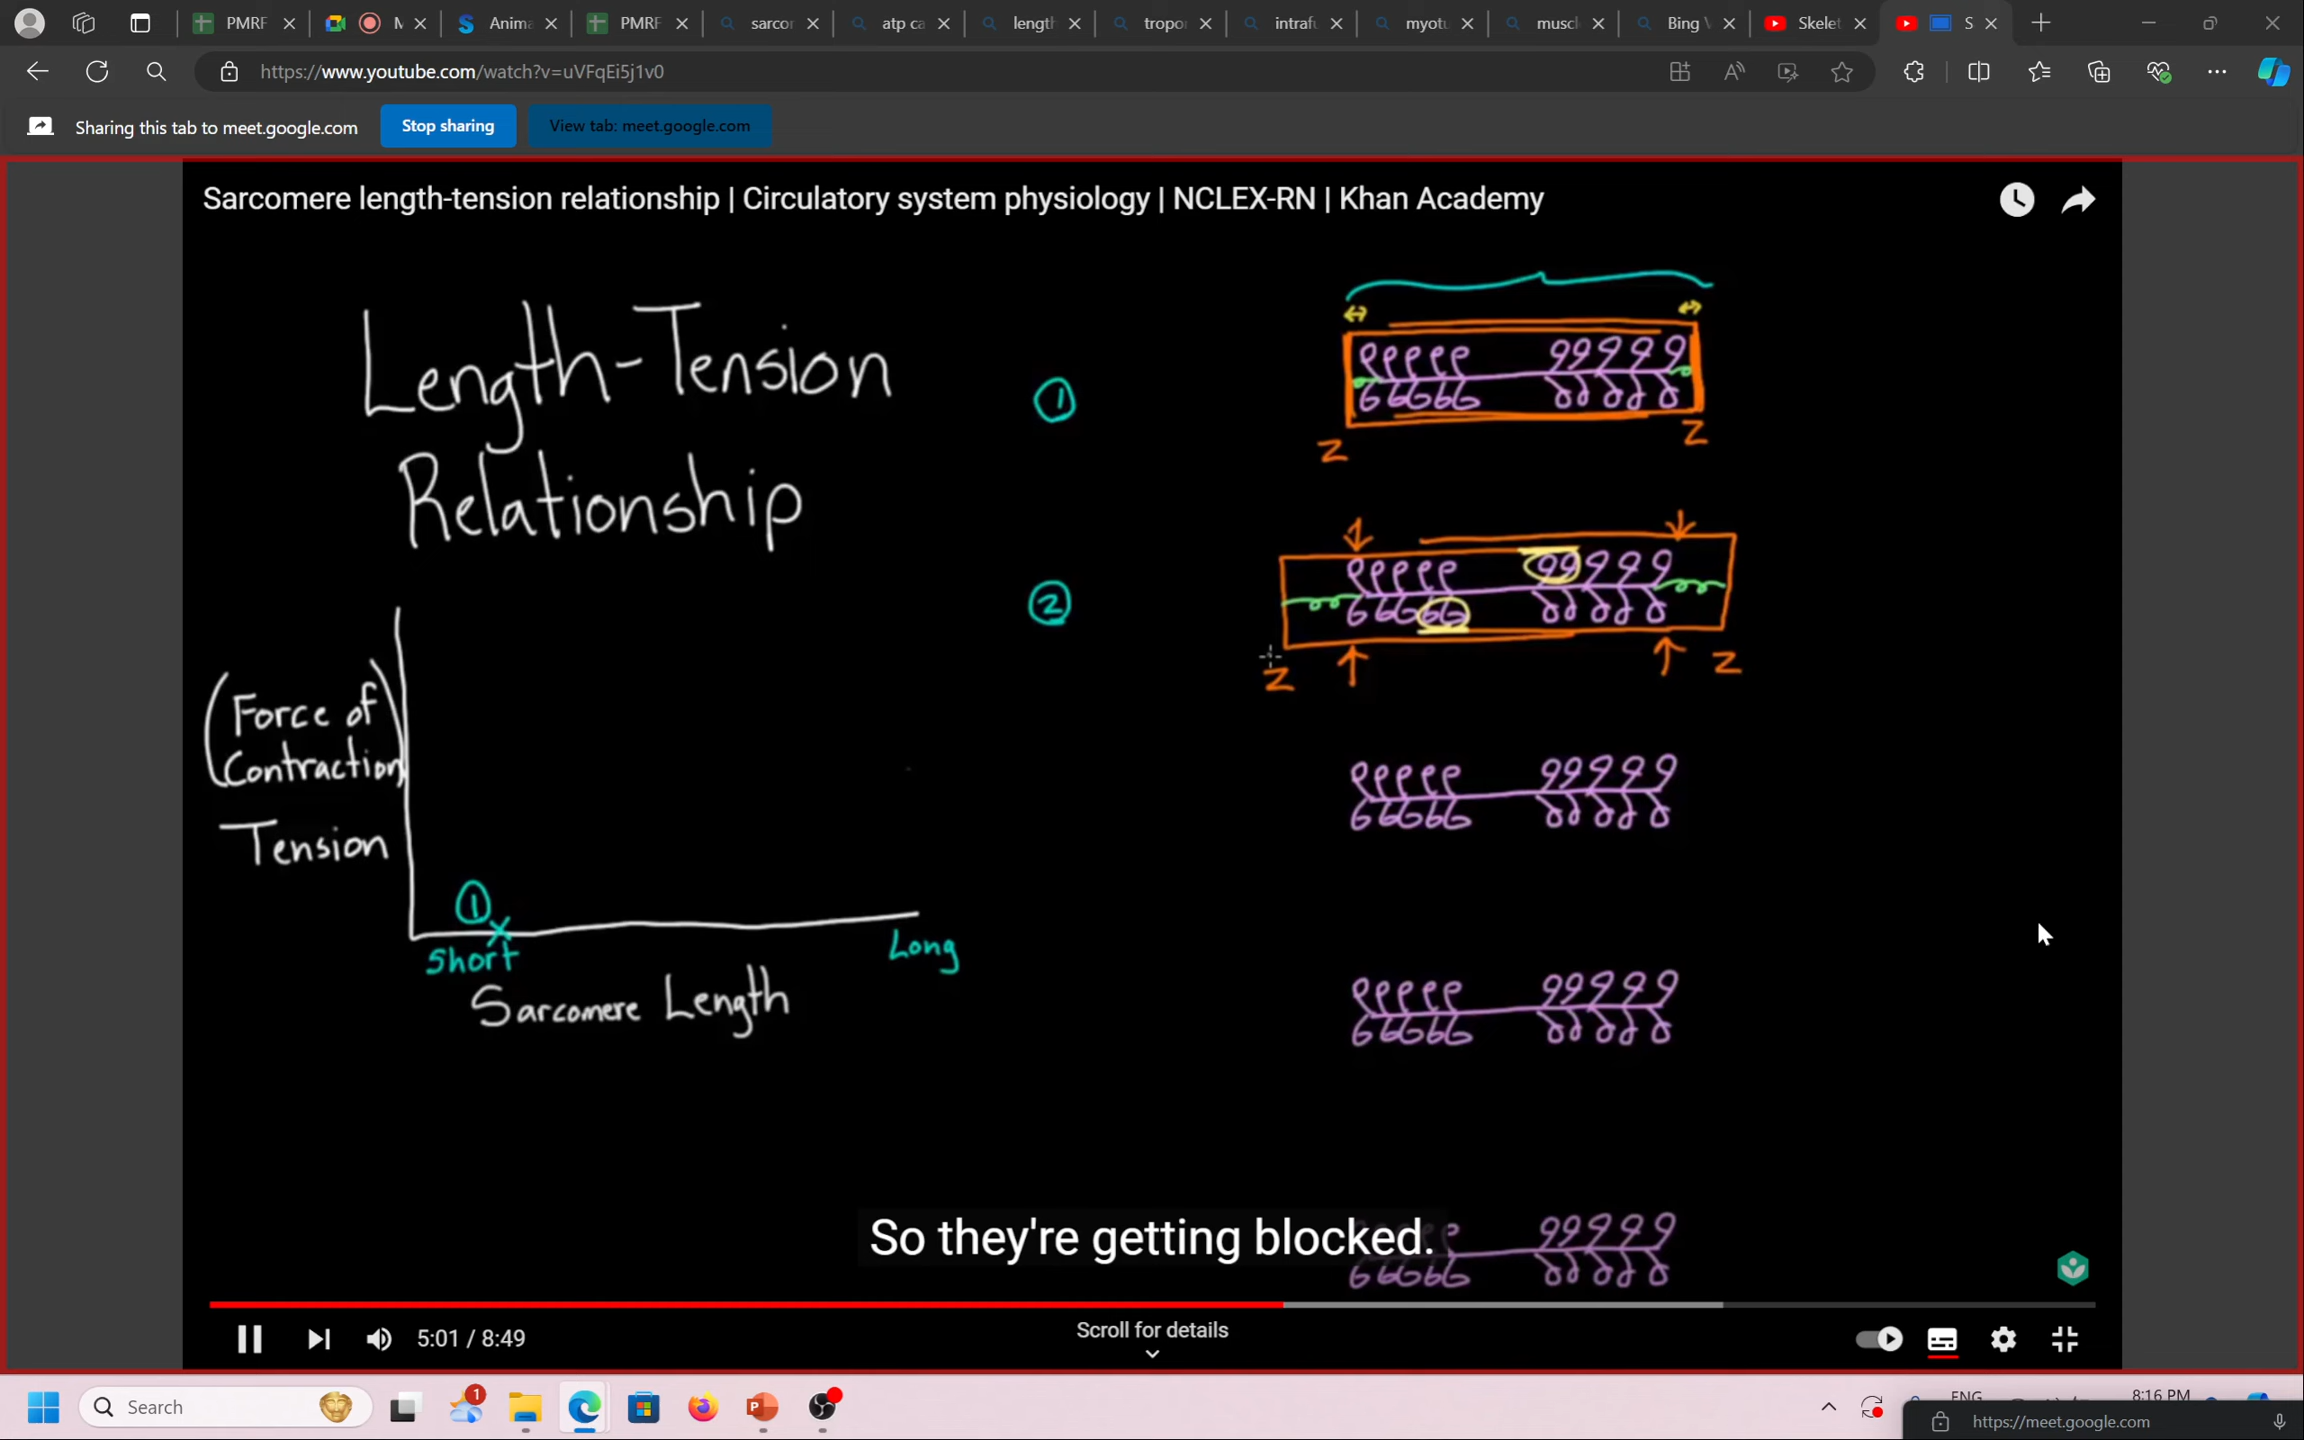 PMRF
M
Anima
PMRF
sarcor
atp ca
length
tropor
intrafu
myotu
muscl
Bing V
Skelet
S
https://www.youtube.com/watch?v=uVFqEi5j1v0
Sharing this tab to meet.google.com
Stop sharing
View tab: meet.google.com
Sarcomere length-tension relationship | Circulatory system physiology | NCLEX-RN | Khan Academy
Length-Tension
Relationship
1
Z Z
2
Z Z
(Force of
Contraction)
Tension
1
x
Short
Long
Sarcomere Length
So they're getting blocked.
5:01 / 8:49
Scroll for details
Search
1
ENG
8:16 PM
https://meet.google.com